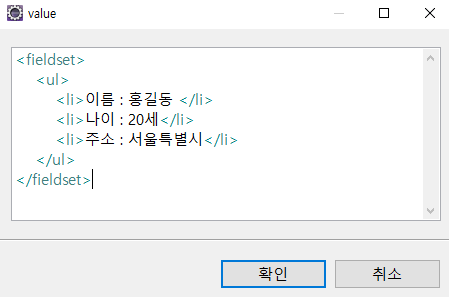 value
<fieldset>
<ul>
<li>이름 : 홍길동 </li>
<li>나이 : 20세</li>
<li>주소 : 서울특별시</li>
</ul>
</fieldset>
확인 취소